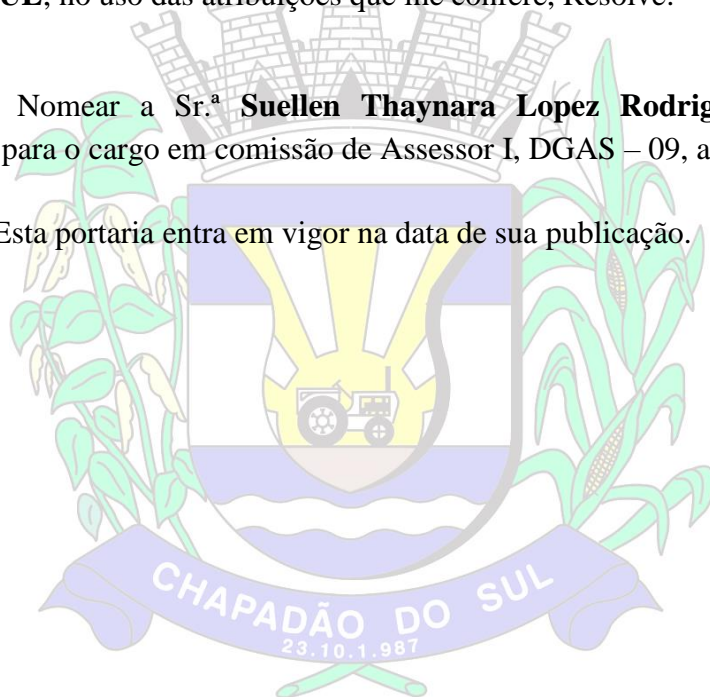 UL, no uso das atribuições que lhe confere, Resolve:
Nomear a Sr.ª Suellen Thaynara Lopez Rodrig
para o cargo em comissão de Assessor I, DGAS – 09, a
Esta portaria entra em vigor na data de sua publicação.
CHAPADÃO DO SUL
23.10.1.987